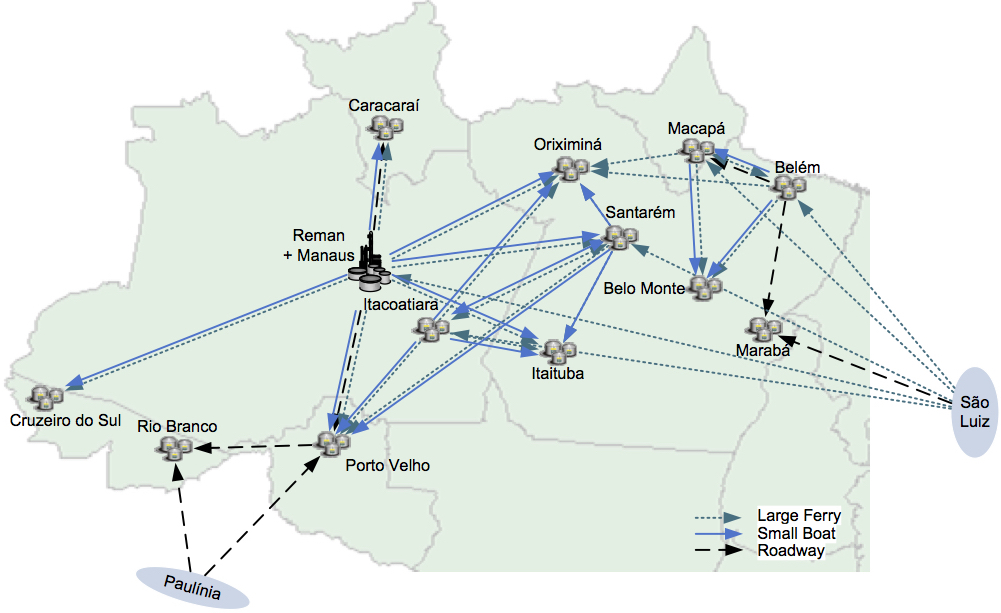 Caracaraí
Oriximiná
Macapá
Belém
Santarém
Reman
+ Manaus
Belo Monte
Itacoatiara
Marabá
Itaituba
São
Luiz
Cruzeiro do Sul
Rio Branco
Porto Velho
Large Ferry
Small Boat
Roadway
Paulínia